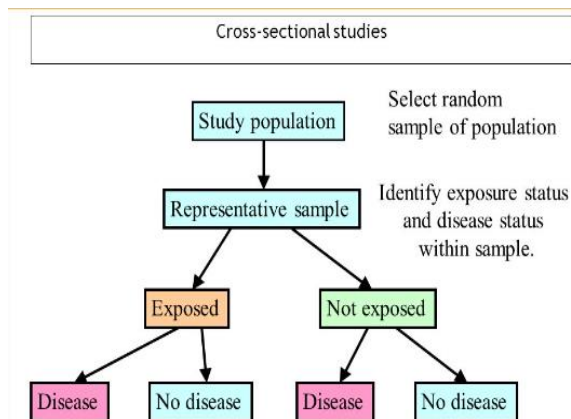 Cross-sectional studies
Select random
sample of population
Study population
Identify exposure status
and disease status
within sample.
Representative sample
Exposed
Not exposed
Disease
No disease
Disease
No disease